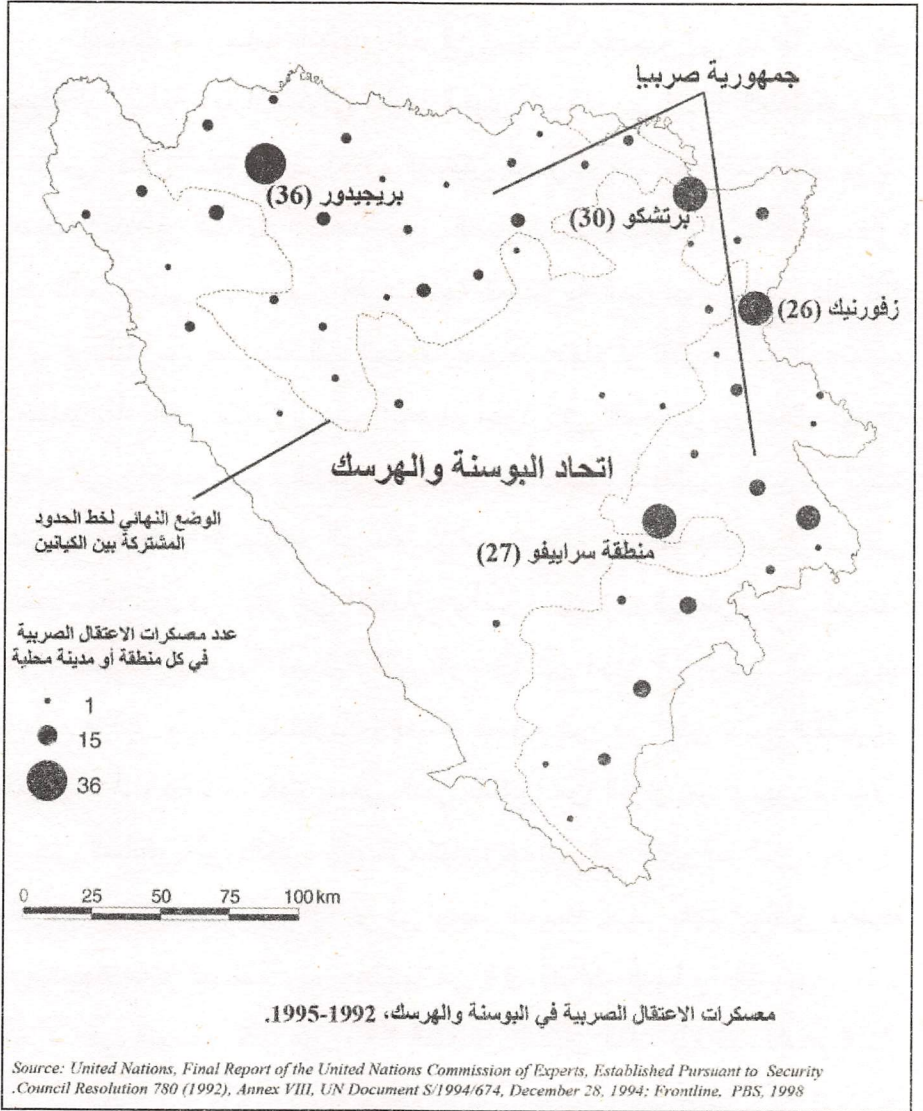 جمهورية صربيا
بريجيدور (36)
برتشكو (30)
زفورنيك (26)
اتحاد البوسنة والهرسك
الوضع النهائي لخط الحدود
المشتركة بين الكيانين
منطقة سراييفو (27)
عدد معسكرات الاعتقال الصربية
في كل منطقة أو مدينة محلية
1
15
36
0 25 50 75 100 km
معسكرات الاعتقال الصربية في البوسنة والهرسك، 1992-1995.
Source: United Nations, Final Report of the United Nations Commission of Experts, Established Pursuant to Security
.Council Resolution 780 (1992), Annex VIII, UN Document S/1994/674, December 28, 1994; Frontline, PBS, 1998